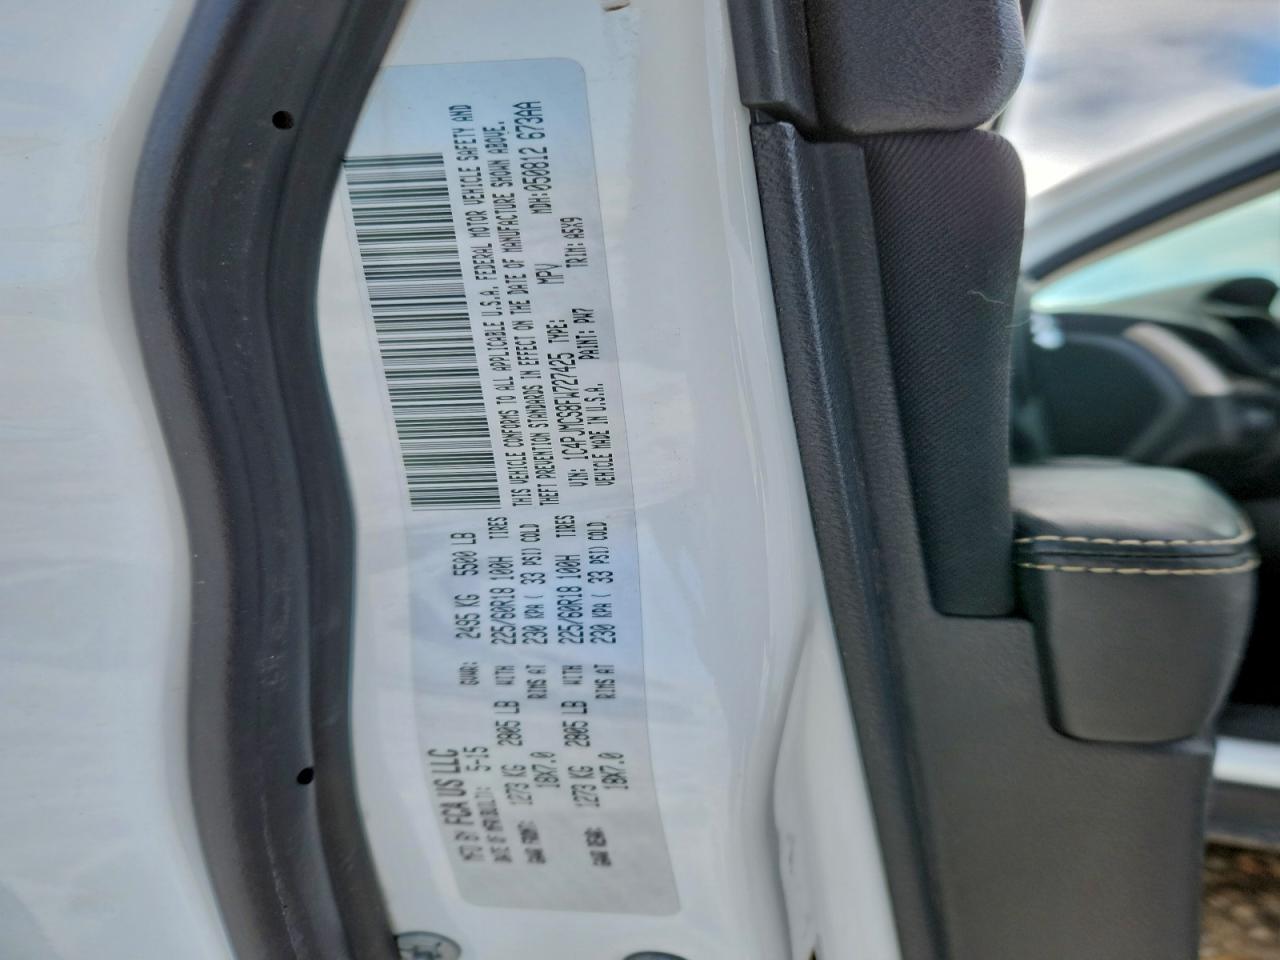 MFD BY FCA US LLC
DATE OF MFR(BUILT): 5-15 GVWR: 2495 KG 5500 LB
GAWR FRONT: 1273 KG 2805 LB WITH 225/60R18 100H TIRES
18X7.0 RIMS AT 230 KPA ( 33 PSI) COLD
GAWR REAR: 1273 KG 2805 LB WITH 225/60R18 100H TIRES
18X7.0 RIMS AT 230 KPA ( 33 PSI) COLD
THIS VEHICLE CONFORMS TO ALL APPLICABLE U.S.A. FEDERAL MOTOR VEHICLE SAFETY AND
THEFT PREVENTION STANDARDS IN EFFECT ON THE DATE OF MANUFACTURE SHOWN ABOVE.
VIN: 1C4PJMCS8FW727425 TYPE: MPV MDH:050812 673AA
VEHICLE MADE IN U.S.A. PAINT: PW7 TRIM:A5X9